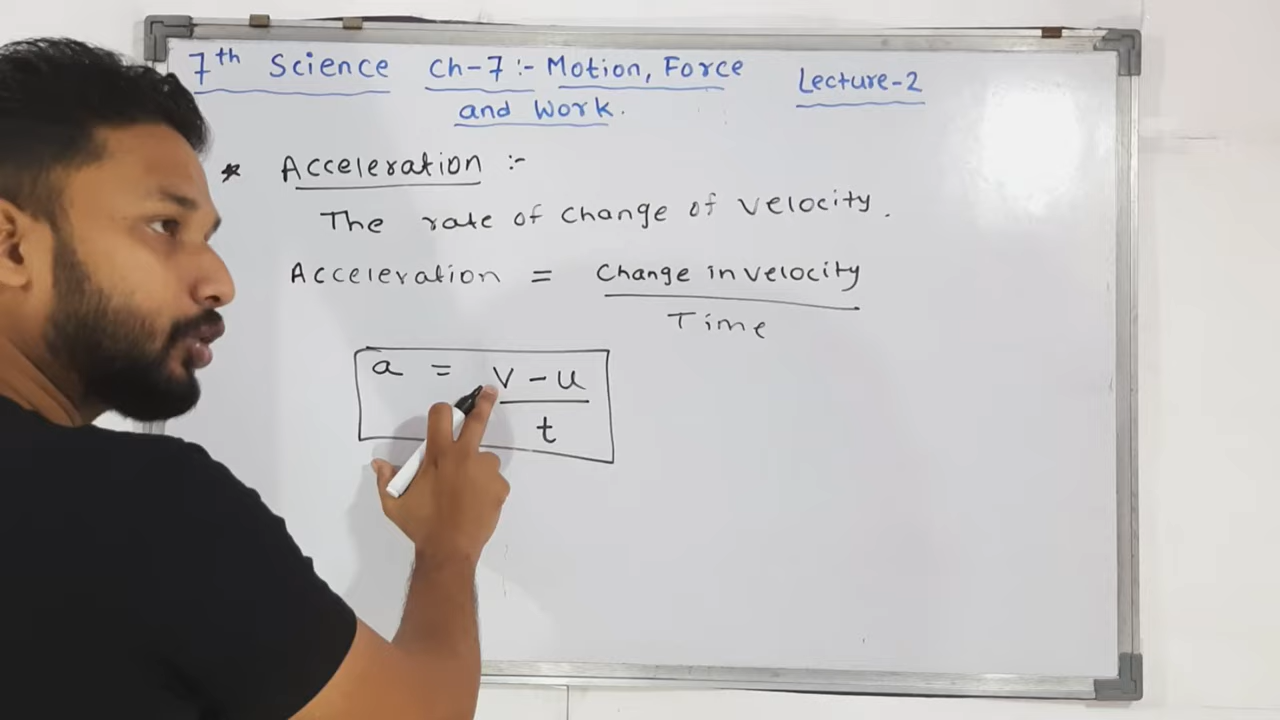 7th Science Ch-7:- Motion, Force and Work. Lecture-2
* Acceleration :-
The rate of change of velocity.
Acceleration = Change in velocity
Time
a = v - u
t